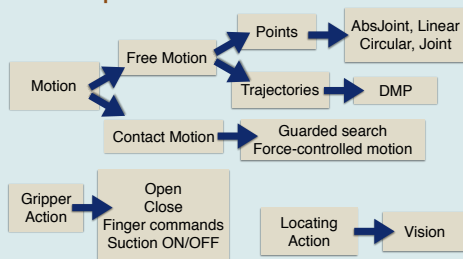 Points
AbsJoint, Linear
Circular, Joint
Free Motion
Motion
Trajectories
DMP
Contact Motion
Guarded search
Force-controlled motion
Gripper
Action
Open
Close
Finger commands
Suction ON/OFF
Locating
Action
Vision